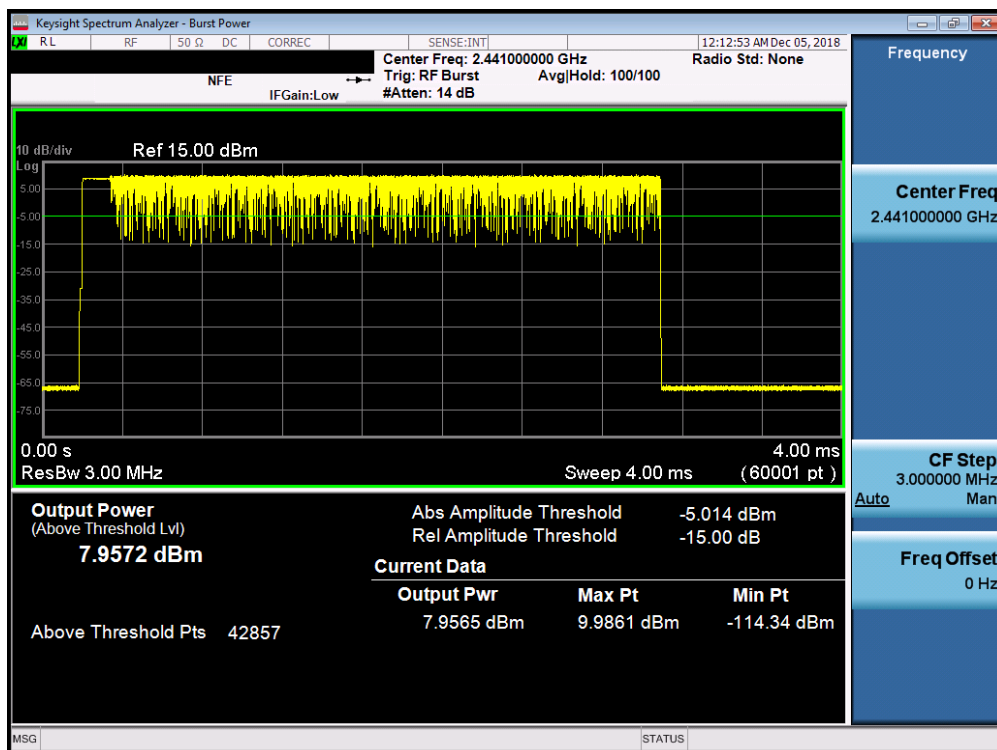 Keysight Spectrum Analyzer - Burst Power
LXI RL RF 50 Ω DC CORREC SENSE:INT 12:12:53 AM Dec 05, 2018
Center Freq: 2.441000000 GHz Radio Std: None
NFE Trig: RF Burst Avg|Hold: 100/100
IFGain:Low #Atten: 14 dB
10 dB/div Ref 15.00 dBm
Log
5.00
-5.00
-15.0
-25.0
-35.0
-45.0
-55.0
-65.0
-75.0
0.00 s 4.00 ms
ResBw 3.00 MHz Sweep 4.00 ms (60001 pt)
Output Power
(Above Threshold Lvl)
7.9572 dBm
Above Threshold Pts 42857
Abs Amplitude Threshold -5.014 dBm
Rel Amplitude Threshold -15.00 dB
Current Data
Output Pwr Max Pt Min Pt
7.9565 dBm 9.9861 dBm -114.34 dBm
Frequency
Center Freq
2.441000000 GHz
CF Step
3.000000 MHz
Auto Man
Freq Offset
0 Hz
MSG STATUS